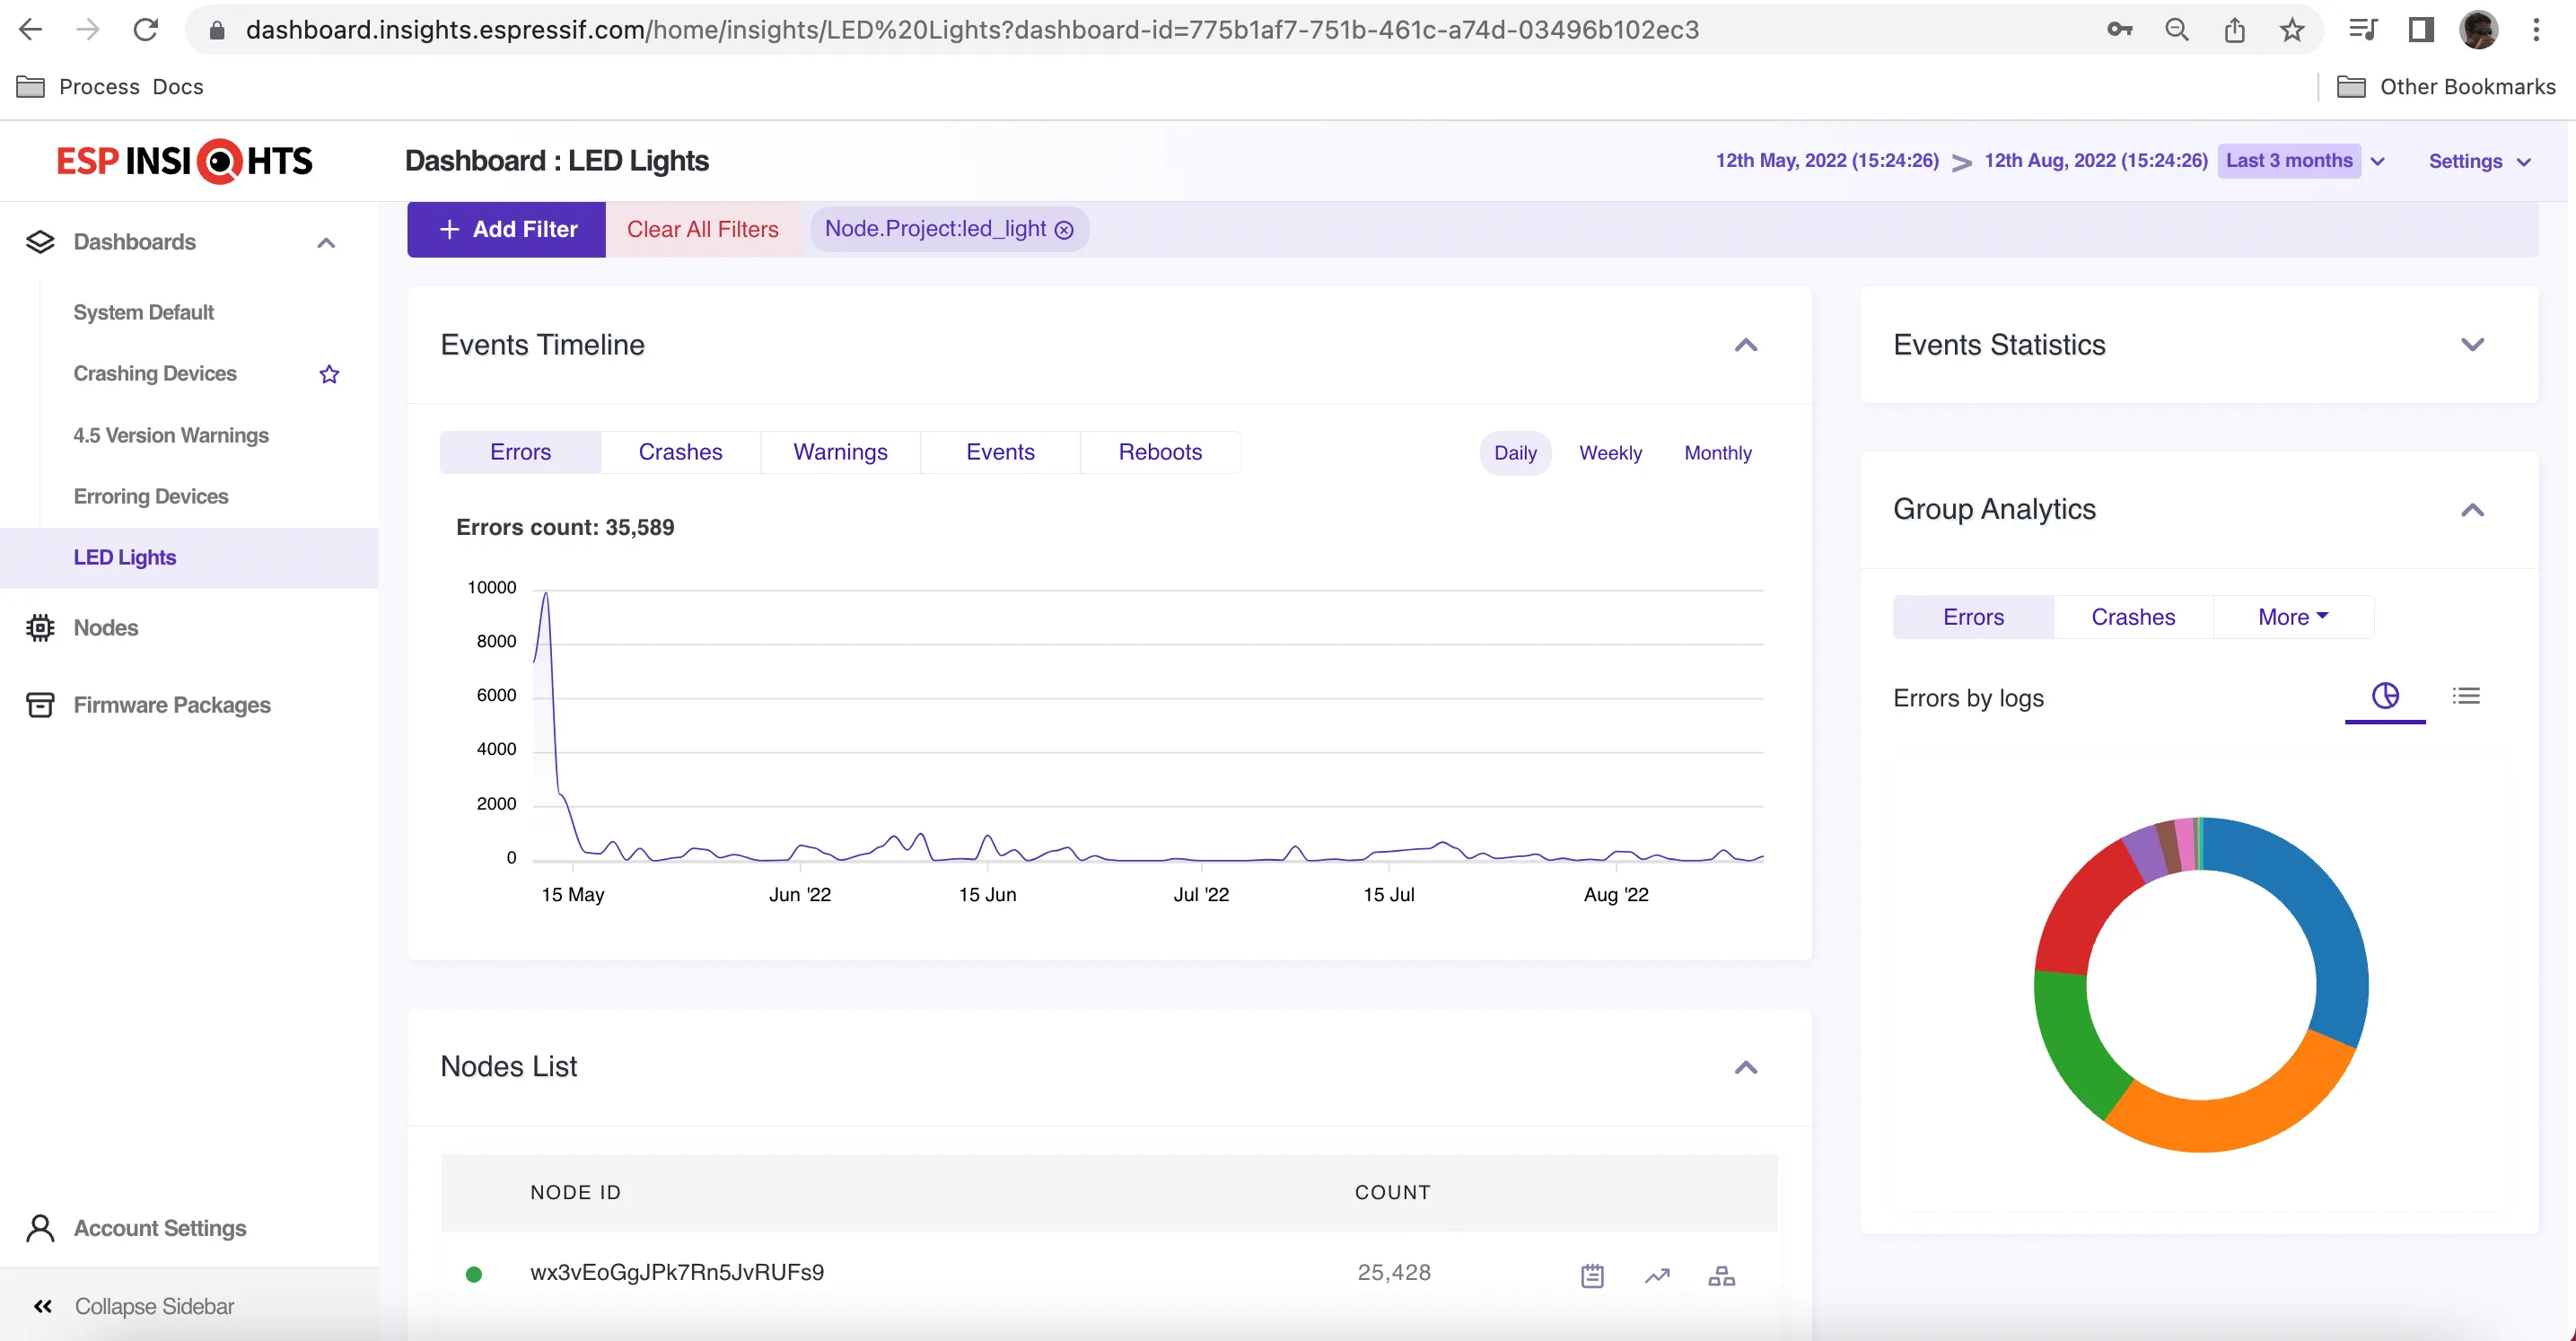 dashboard.insights.espressif.com/home/insights/LED%20Lights?dashboard-id=775b1af7-751b-461c-a74d-03496b102ec3
Process Docs
Other Bookmarks
ESP INSIGHTS
Dashboard : LED Lights
12th May, 2022 (15:24:26) > 12th Aug, 2022 (15:24:26) Last 3 months
Settings
Dashboards
System Default
Crashing Devices
4.5 Version Warnings
Erroring Devices
LED Lights
Nodes
Firmware Packages
Account Settings
Collapse Sidebar
+ Add Filter
Clear All Filters
Node.Project:led_light
Events Timeline
Errors Crashes Warnings Events Reboots
Daily Weekly Monthly
Errors count: 35,589
10000
8000
6000
4000
2000
0
15 May Jun '22 15 Jun Jul '22 15 Jul Aug '22
Nodes List
NODE ID COUNT
wx3vEoGgJPk7Rn5JvRUFs9 25,428
Events Statistics
Group Analytics
Errors Crashes More
Errors by logs